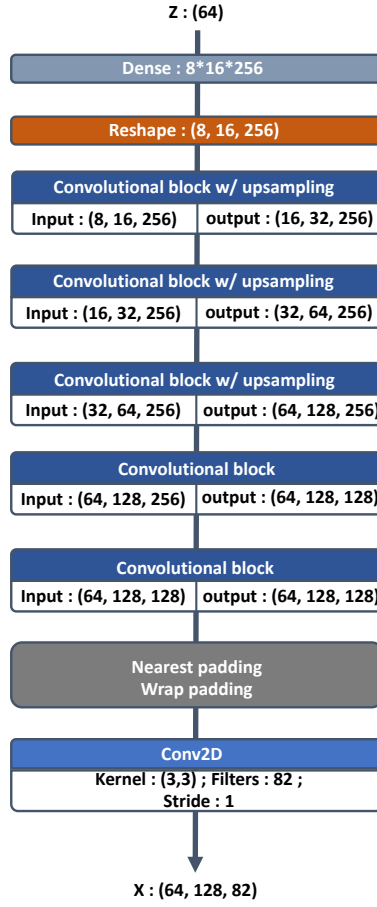 Z : (64)
Dense : 8*16*256
Reshape : (8, 16, 256)
Convolutional block w/ upsampling
Input : (8, 16, 256) output : (16, 32, 256)
Convolutional block w/ upsampling
Input : (16, 32, 256) output : (32, 64, 256)
Convolutional block w/ upsampling
Input : (32, 64, 256) output : (64, 128, 256)
Convolutional block
Input : (64, 128, 256) output : (64, 128, 128)
Convolutional block
Input : (64, 128, 128) output : (64, 128, 128)
Nearest padding
Wrap padding
Conv2D
Kernel : (3,3) ; Filters : 82 ;
Stride : 1
X : (64, 128, 82)